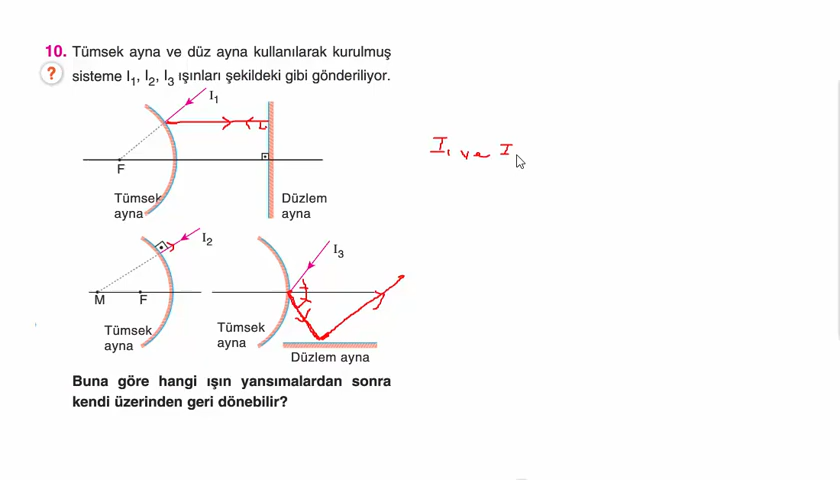 10. Tümsek ayna ve düz ayna kullanılarak kurulmuş
? sisteme I₁, I₂, I₃ ışınları şekildeki gibi gönderiliyor.
I₁
F
Tümsek
ayna
Düzlem
ayna
I₁ ve I
I₂
M F
Tümsek
ayna
I₃
Tümsek
ayna
Düzlem ayna
Buna göre hangi ışın yansımalardan sonra
kendi üzerinden geri dönebilir?